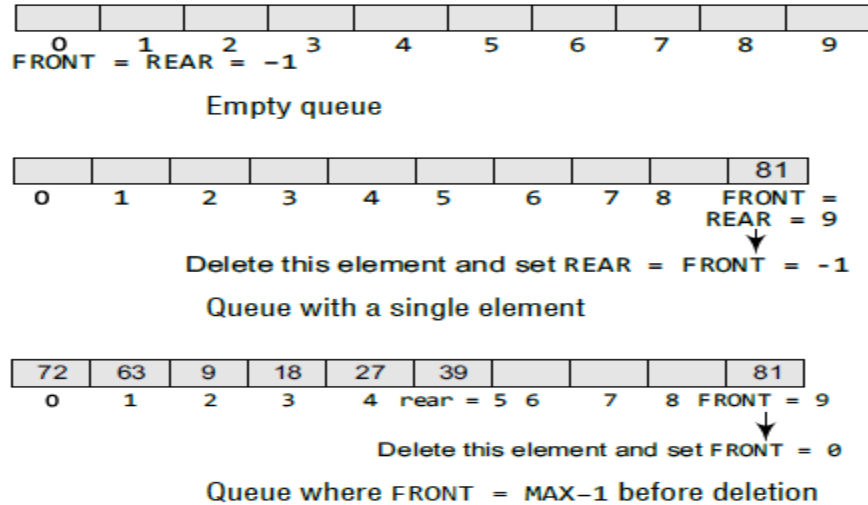 0 1 2 3 4 5 6 7 8 9
FRONT = REAR = -1
Empty queue
81
0 1 2 3 4 5 6 7 8 FRONT =
REAR = 9
Delete this element and set REAR = FRONT = -1
Queue with a single element
72 63 9 18 27 39 81
0 1 2 3 4 rear = 5 6 7 8 FRONT = 9
Delete this element and set FRONT = 0
Queue where FRONT = MAX–1 before deletion